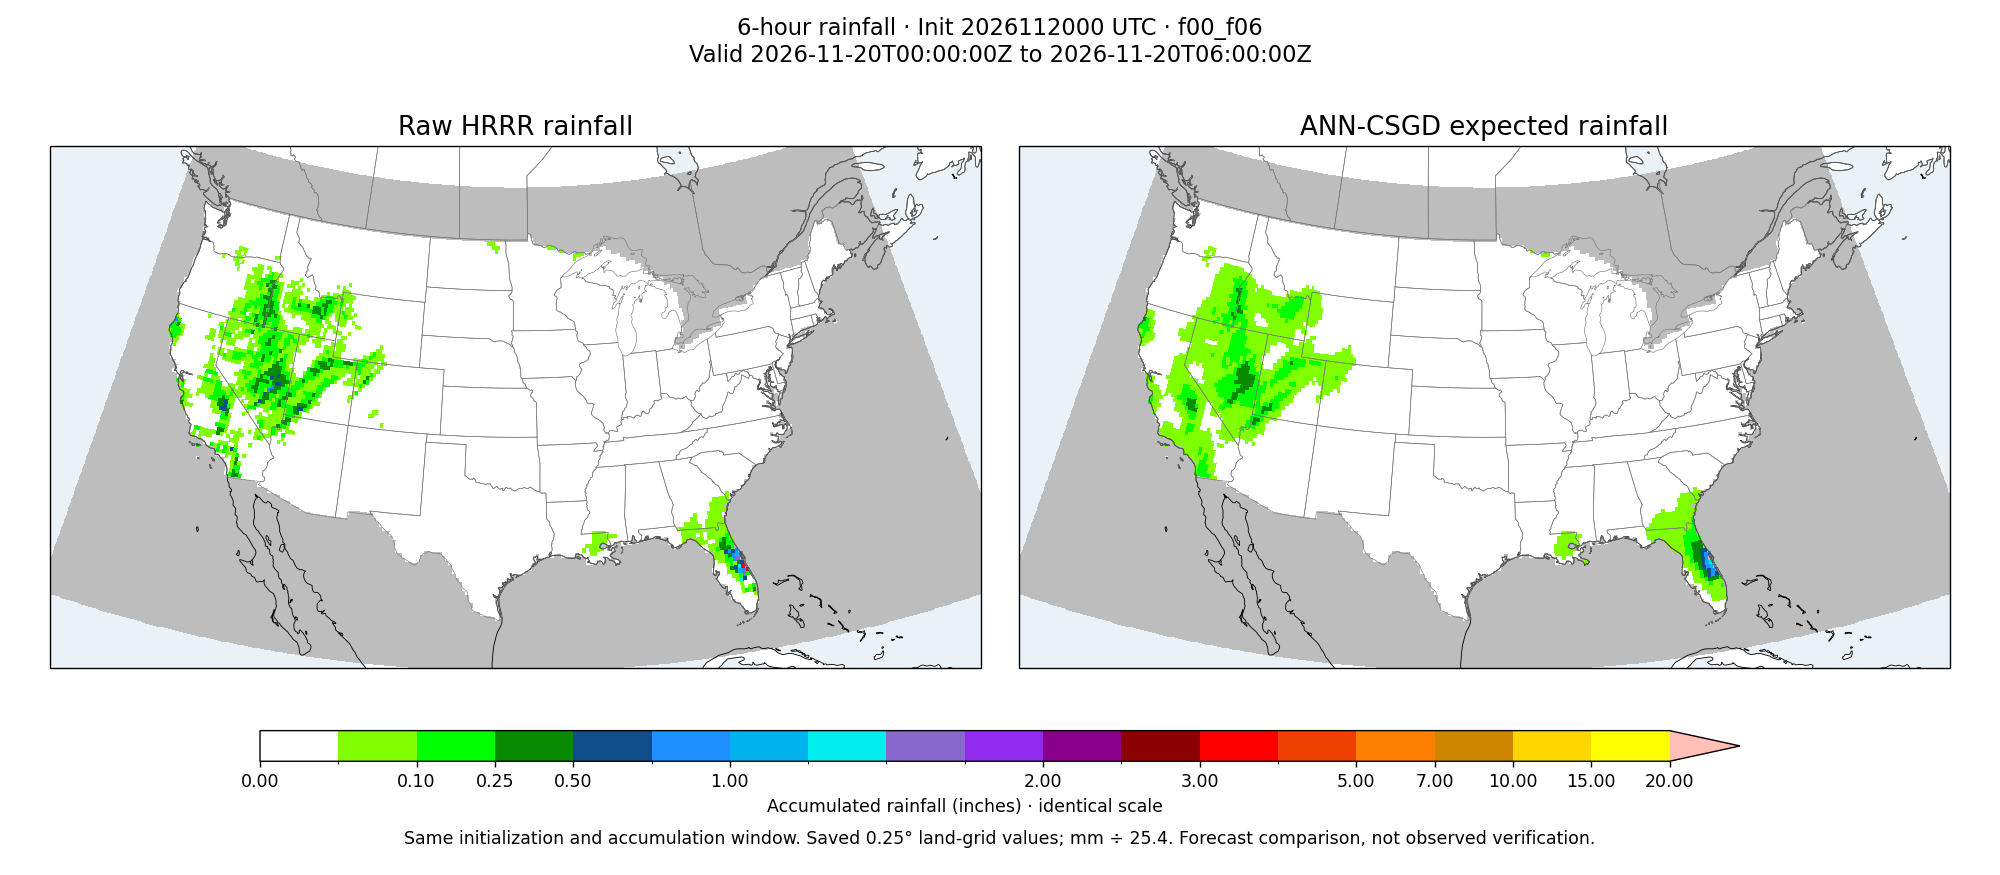 6-hour rainfall · Init 2026112000 UTC · f00_f06
Valid 2026-11-20T00:00:00Z to 2026-11-20T06:00:00Z
Raw HRRR rainfall
ANN-CSGD expected rainfall
0.00 0.10 0.25 0.50 1.00 2.00 3.00 5.00 7.00 10.00 15.00 20.00
Accumulated rainfall (inches) · identical scale
Same initialization and accumulation window. Saved 0.25° land-grid values; mm ÷ 25.4. Forecast comparison, not observed verification.